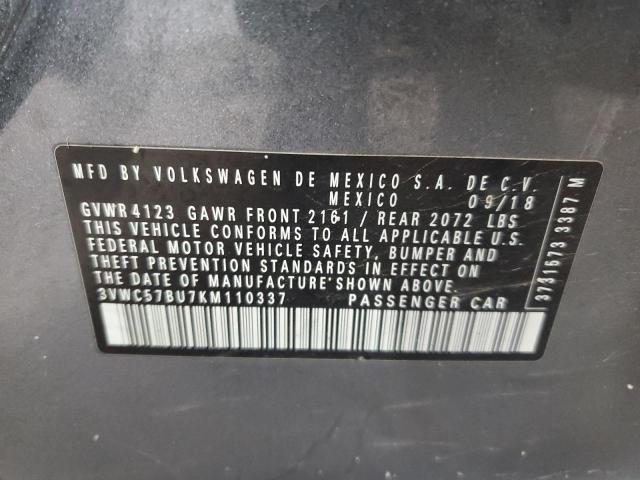 MFD BY VOLKSWAGEN DE MEXICO S.A. DE C.V.
MEXICO 09/18
GVWR 4123 GAWR FRONT 2161 / REAR 2072 LBS
THIS VEHICLE CONFORMS TO ALL APPLICABLE U.S.
FEDERAL MOTOR VEHICLE SAFETY, BUMPER AND
THEFT PREVENTION STANDARDS IN EFFECT ON
THE DATE OF MANUFACTURE SHOWN ABOVE.
3VWC57BU7KM110337 PASSENGER CAR
3731673 3387 M